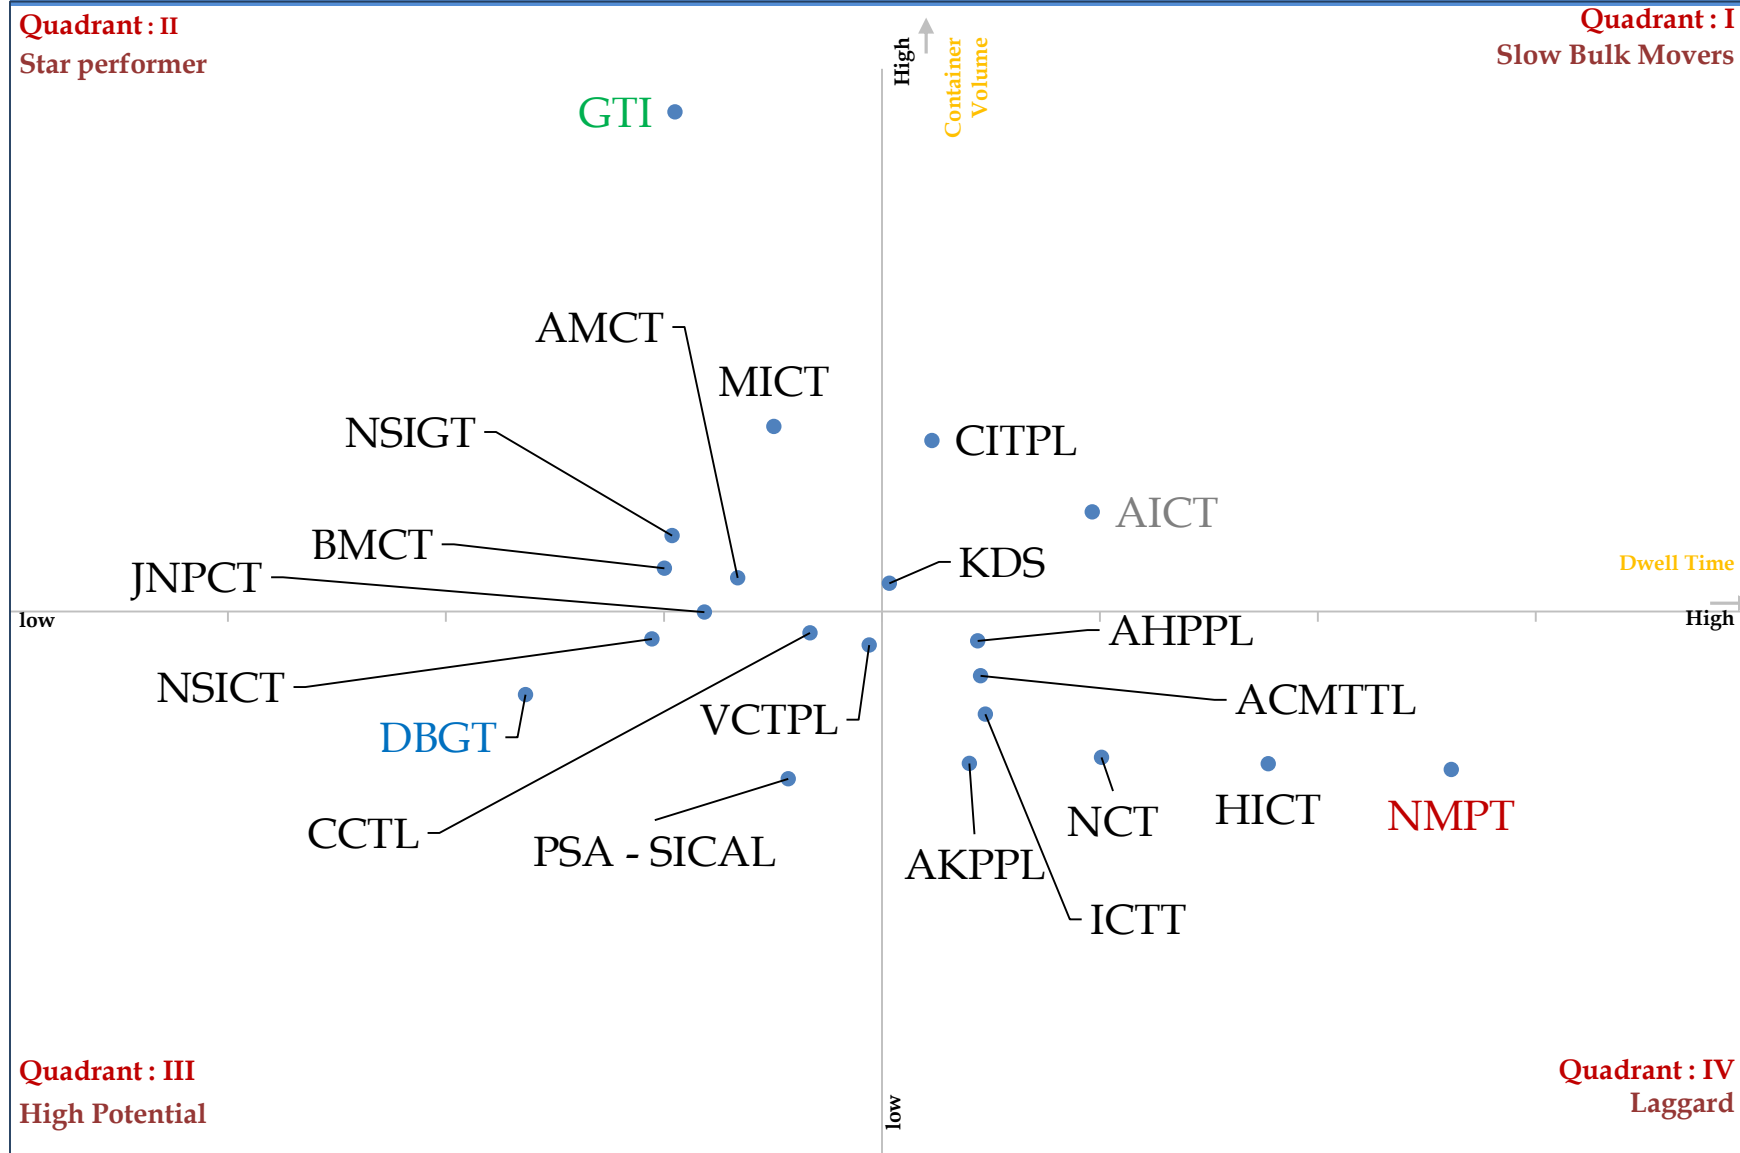 Quadrant : II
Star performer
Quadrant : I
Slow Bulk Movers
High
Container
Volume
GTI
AMCT
MICT
NSIGT
CITPL
AICT
BMCT
KDS
JNPCT
Dwell Time
low
High
AHPPL
NSICT
ACMTTL
VCTPL
DBGT
CCTL
PSA - SICAL
NCT
HICT
NMPT
AKPPL
ICTT
Quadrant : III
High Potential
Quadrant : IV
Laggard
low